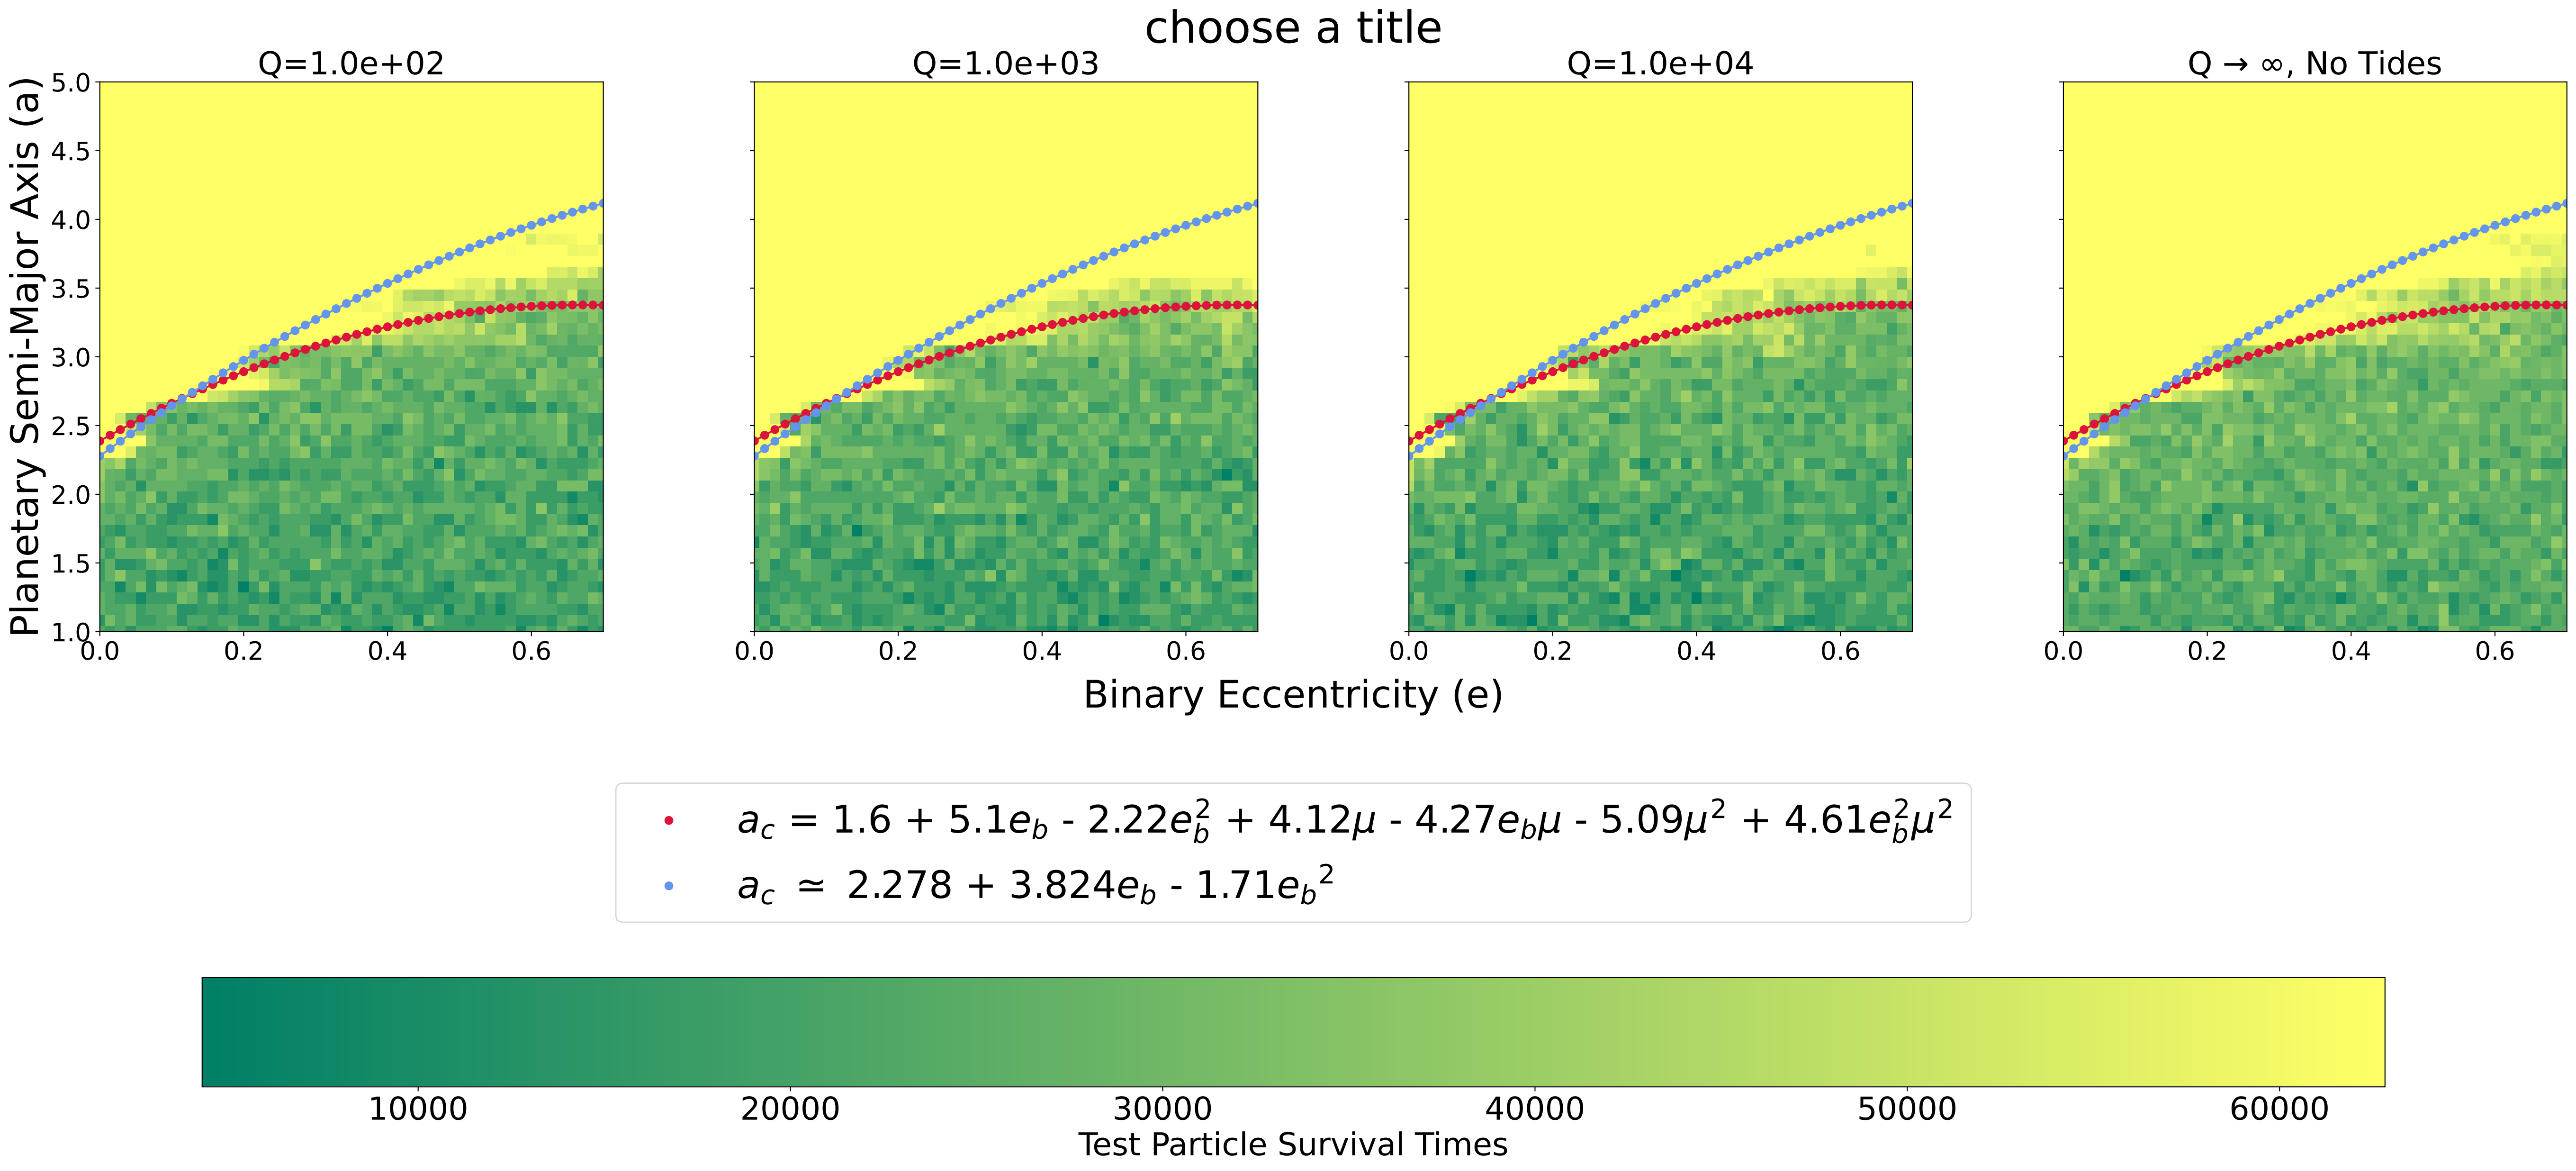 choose a title
Q=1.0e+02
Q=1.0e+03
Q=1.0e+04
Q → ∞, No Tides
Planetary Semi-Major Axis (a)
5.0
4.5
4.0
3.5
3.0
2.5
2.0
1.5
1.0
0.0 0.2 0.4 0.6
0.0 0.2 0.4 0.6
0.0 0.2 0.4 0.6
0.0 0.2 0.4 0.6
Binary Eccentricity (e)
a_c = 1.6 + 5.1e_b - 2.22e_b^2 + 4.12μ - 4.27e_bμ - 5.09μ^2 + 4.61e_b^2μ^2
a_c ≃ 2.278 + 3.824e_b - 1.71e_b^2
10000 20000 30000 40000 50000 60000
Test Particle Survival Times